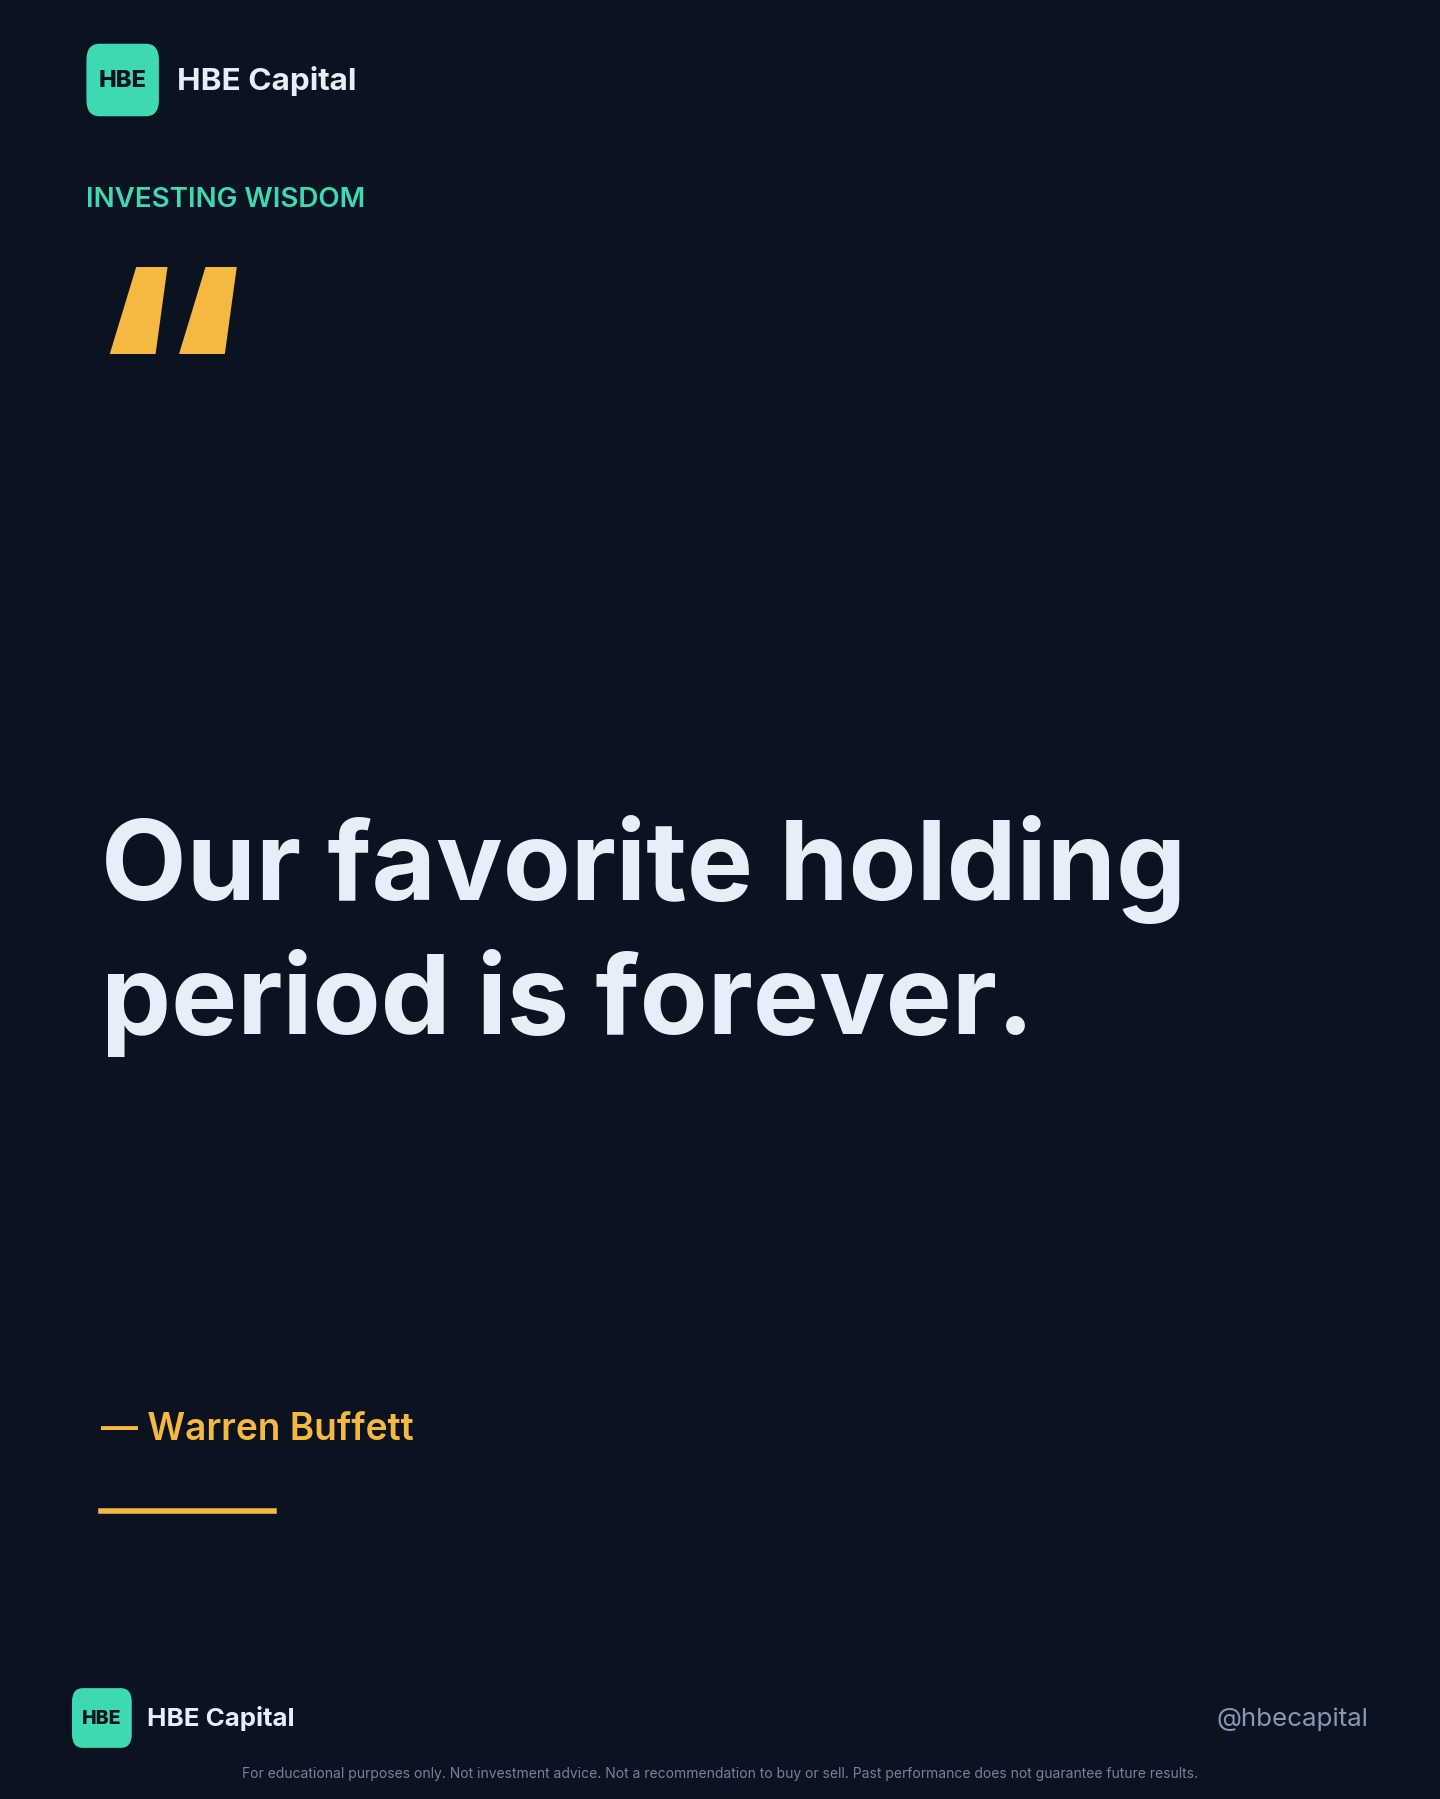 HBE HBE Capital
INVESTING WISDOM
“
Our favorite holding
period is forever.
— Warren Buffett
HBE HBE Capital
@hbecapital
For educational purposes only. Not investment advice. Not a recommendation to buy or sell. Past performance does not guarantee future results.